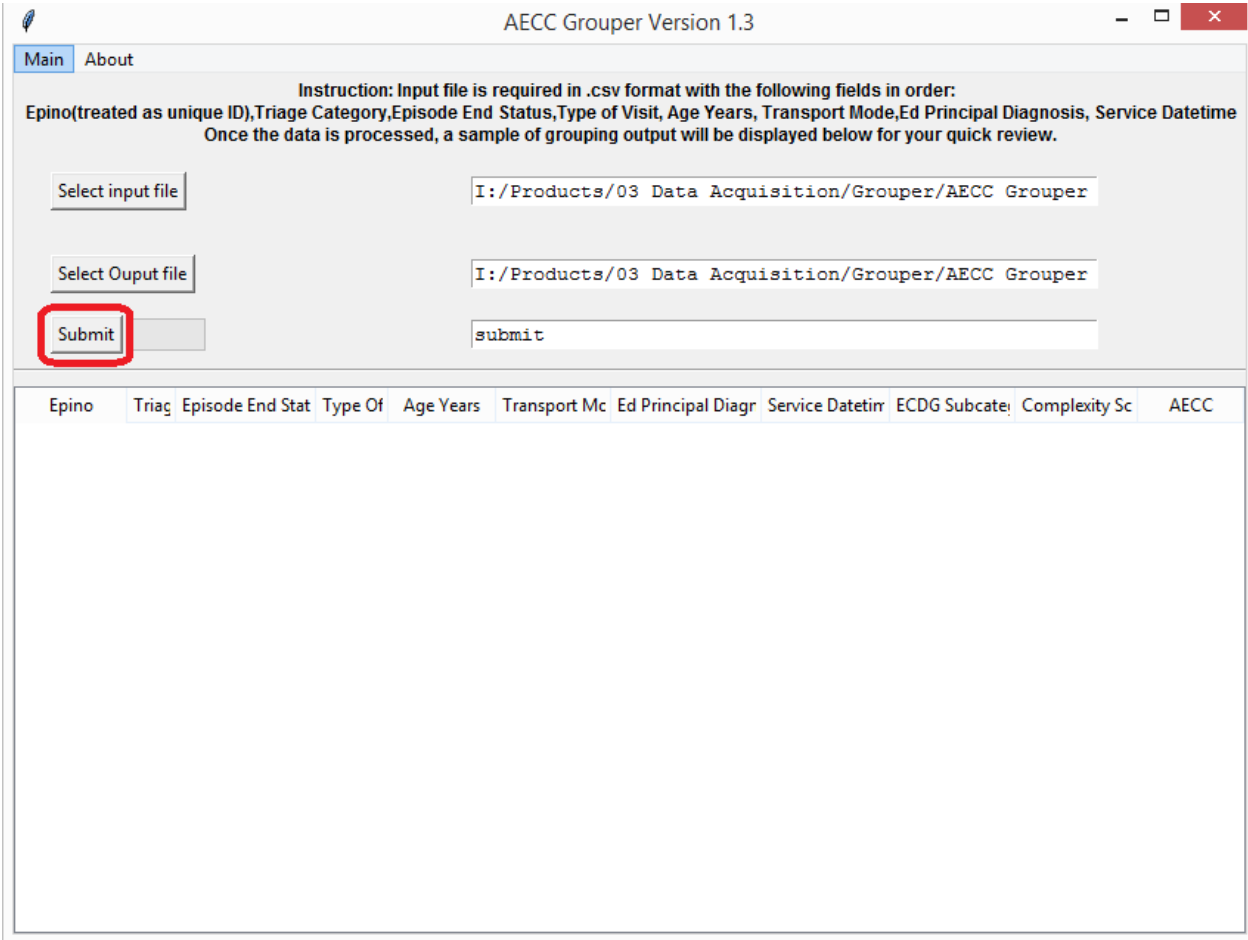 AECC Grouper Version 1.3
Main About
Instruction: Input file is required in .csv format with the following fields in order:
Epino(treated as unique ID),Triage Category,Episode End Status,Type of Visit, Age Years, Transport Mode,Ed Principal Diagnosis, Service Datetime
Once the data is processed, a sample of grouping output will be displayed below for your quick review.
Select input file I:/Products/03 Data Acquisition/Grouper/AECC Grouper
Select Ouput file I:/Products/03 Data Acquisition/Grouper/AECC Grouper
Submit submit
Epino Triag Episode End Stat Type Of Age Years Transport Mc Ed Principal Diagr Service Datetim ECDG Subcate Complexity Sc AECC